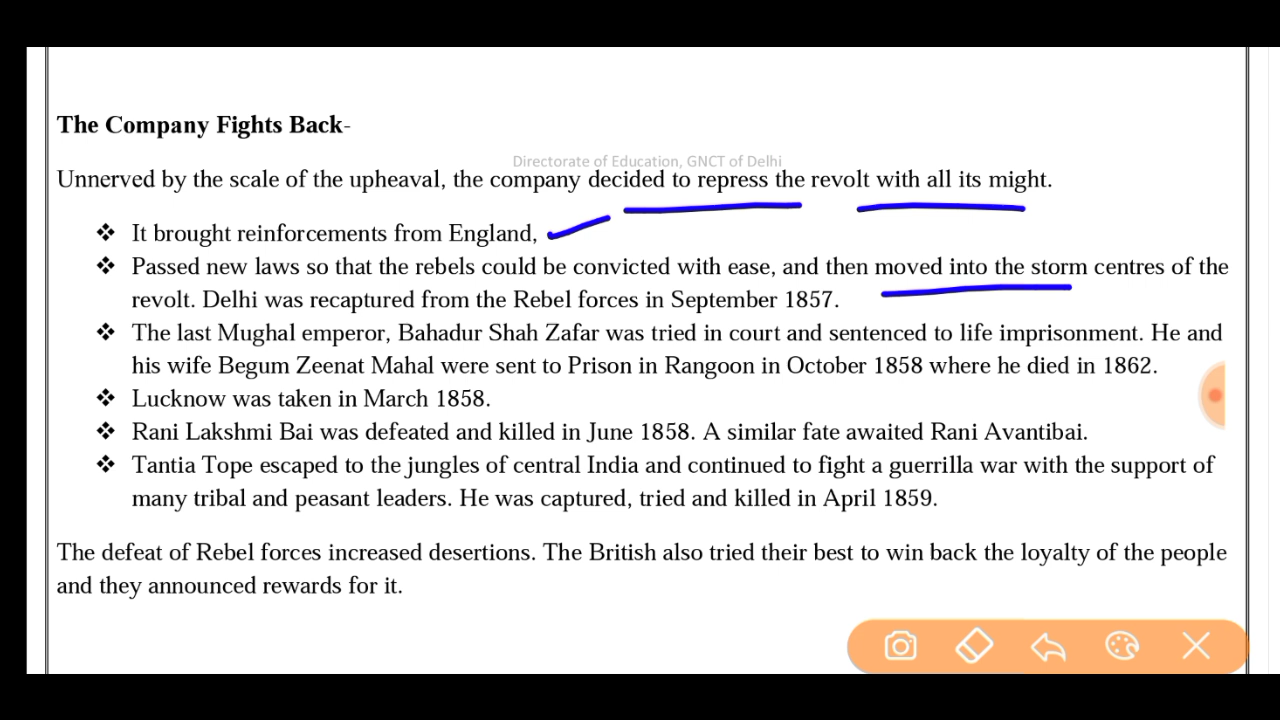 The Company Fights Back-
Directorate of Education, GNCT of Delhi
Unnerved by the scale of the upheaval, the company decided to repress the revolt with all its might.
❖ It brought reinforcements from England,
❖ Passed new laws so that the rebels could be convicted with ease, and then moved into the storm centres of the
revolt. Delhi was recaptured from the Rebel forces in September 1857.
❖ The last Mughal emperor, Bahadur Shah Zafar was tried in court and sentenced to life imprisonment. He and
his wife Begum Zeenat Mahal were sent to Prison in Rangoon in October 1858 where he died in 1862.
❖ Lucknow was taken in March 1858.
❖ Rani Lakshmi Bai was defeated and killed in June 1858. A similar fate awaited Rani Avantibai.
❖ Tantia Tope escaped to the jungles of central India and continued to fight a guerrilla war with the support of
many tribal and peasant leaders. He was captured, tried and killed in April 1859.
The defeat of Rebel forces increased desertions. The British also tried their best to win back the loyalty of the people
and they announced rewards for it.